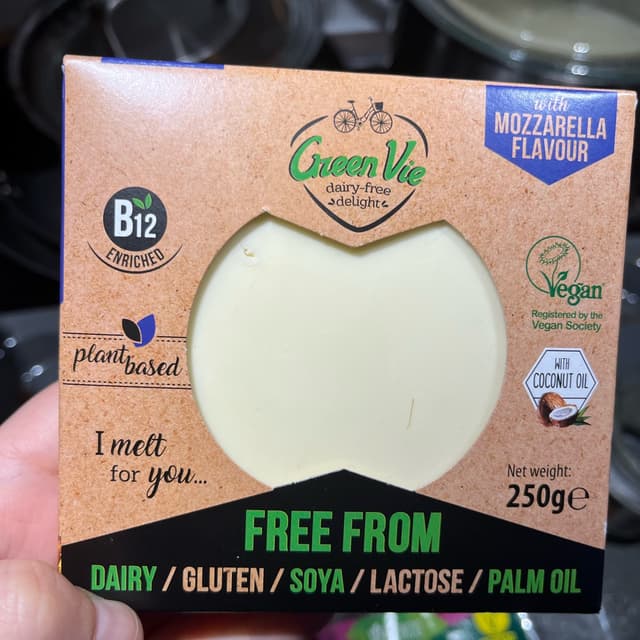 with
MOZZARELLA
FLAVOUR
Green Vie
dairy-free
delight
B12
ENRICHED
Vegan
Registered by the
Vegan Society
plant based
WITH
COCONUT OIL
I melt
for you...
Net weight:
250g℮
FREE FROM
DAIRY / GLUTEN / SOYA / LACTOSE / PALM OIL